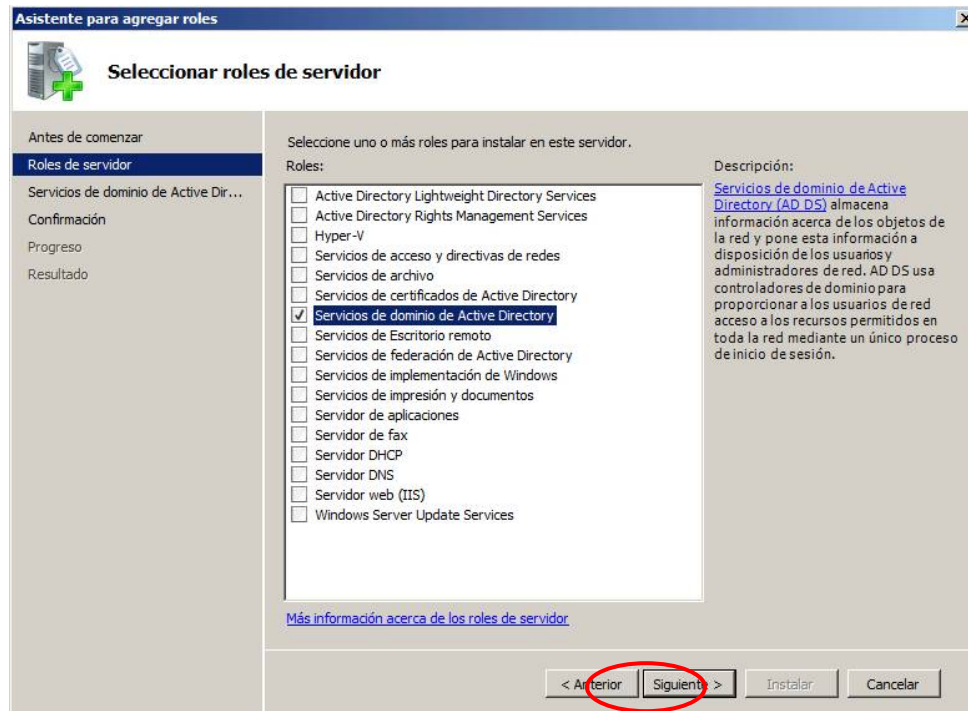 Asistente para agregar roles
Seleccionar roles de servidor
Antes de comenzar
Roles de servidor
Servicios de dominio de Active Dir...
Confirmación
Progreso
Resultado
Seleccione uno o más roles para instalar en este servidor.
Roles:
Active Directory Lightweight Directory Services
Active Directory Rights Management Services
Hyper-V
Servicios de acceso y directivas de redes
Servicios de archivo
Servicios de certificados de Active Directory
Servicios de dominio de Active Directory
Servicios de Escritorio remoto
Servicios de federación de Active Directory
Servicios de implementación de Windows
Servicios de impresión y documentos
Servidor de aplicaciones
Servidor de fax
Servidor DHCP
Servidor DNS
Servidor web (IIS)
Windows Server Update Services
Más información acerca de los roles de servidor
Descripción:
Servicios de dominio de Active
Directory (AD DS) almacena
información acerca de los objetos de
la red y pone esta información a
disposición de los usuarios y
administradores de red. AD DS usa
controladores de dominio para
proporcionar a los usuarios de red
acceso a los recursos permitidos en
toda la red mediante un único proceso
de inicio de sesión.
< Anterior
Siguiente >
Instalar
Cancelar